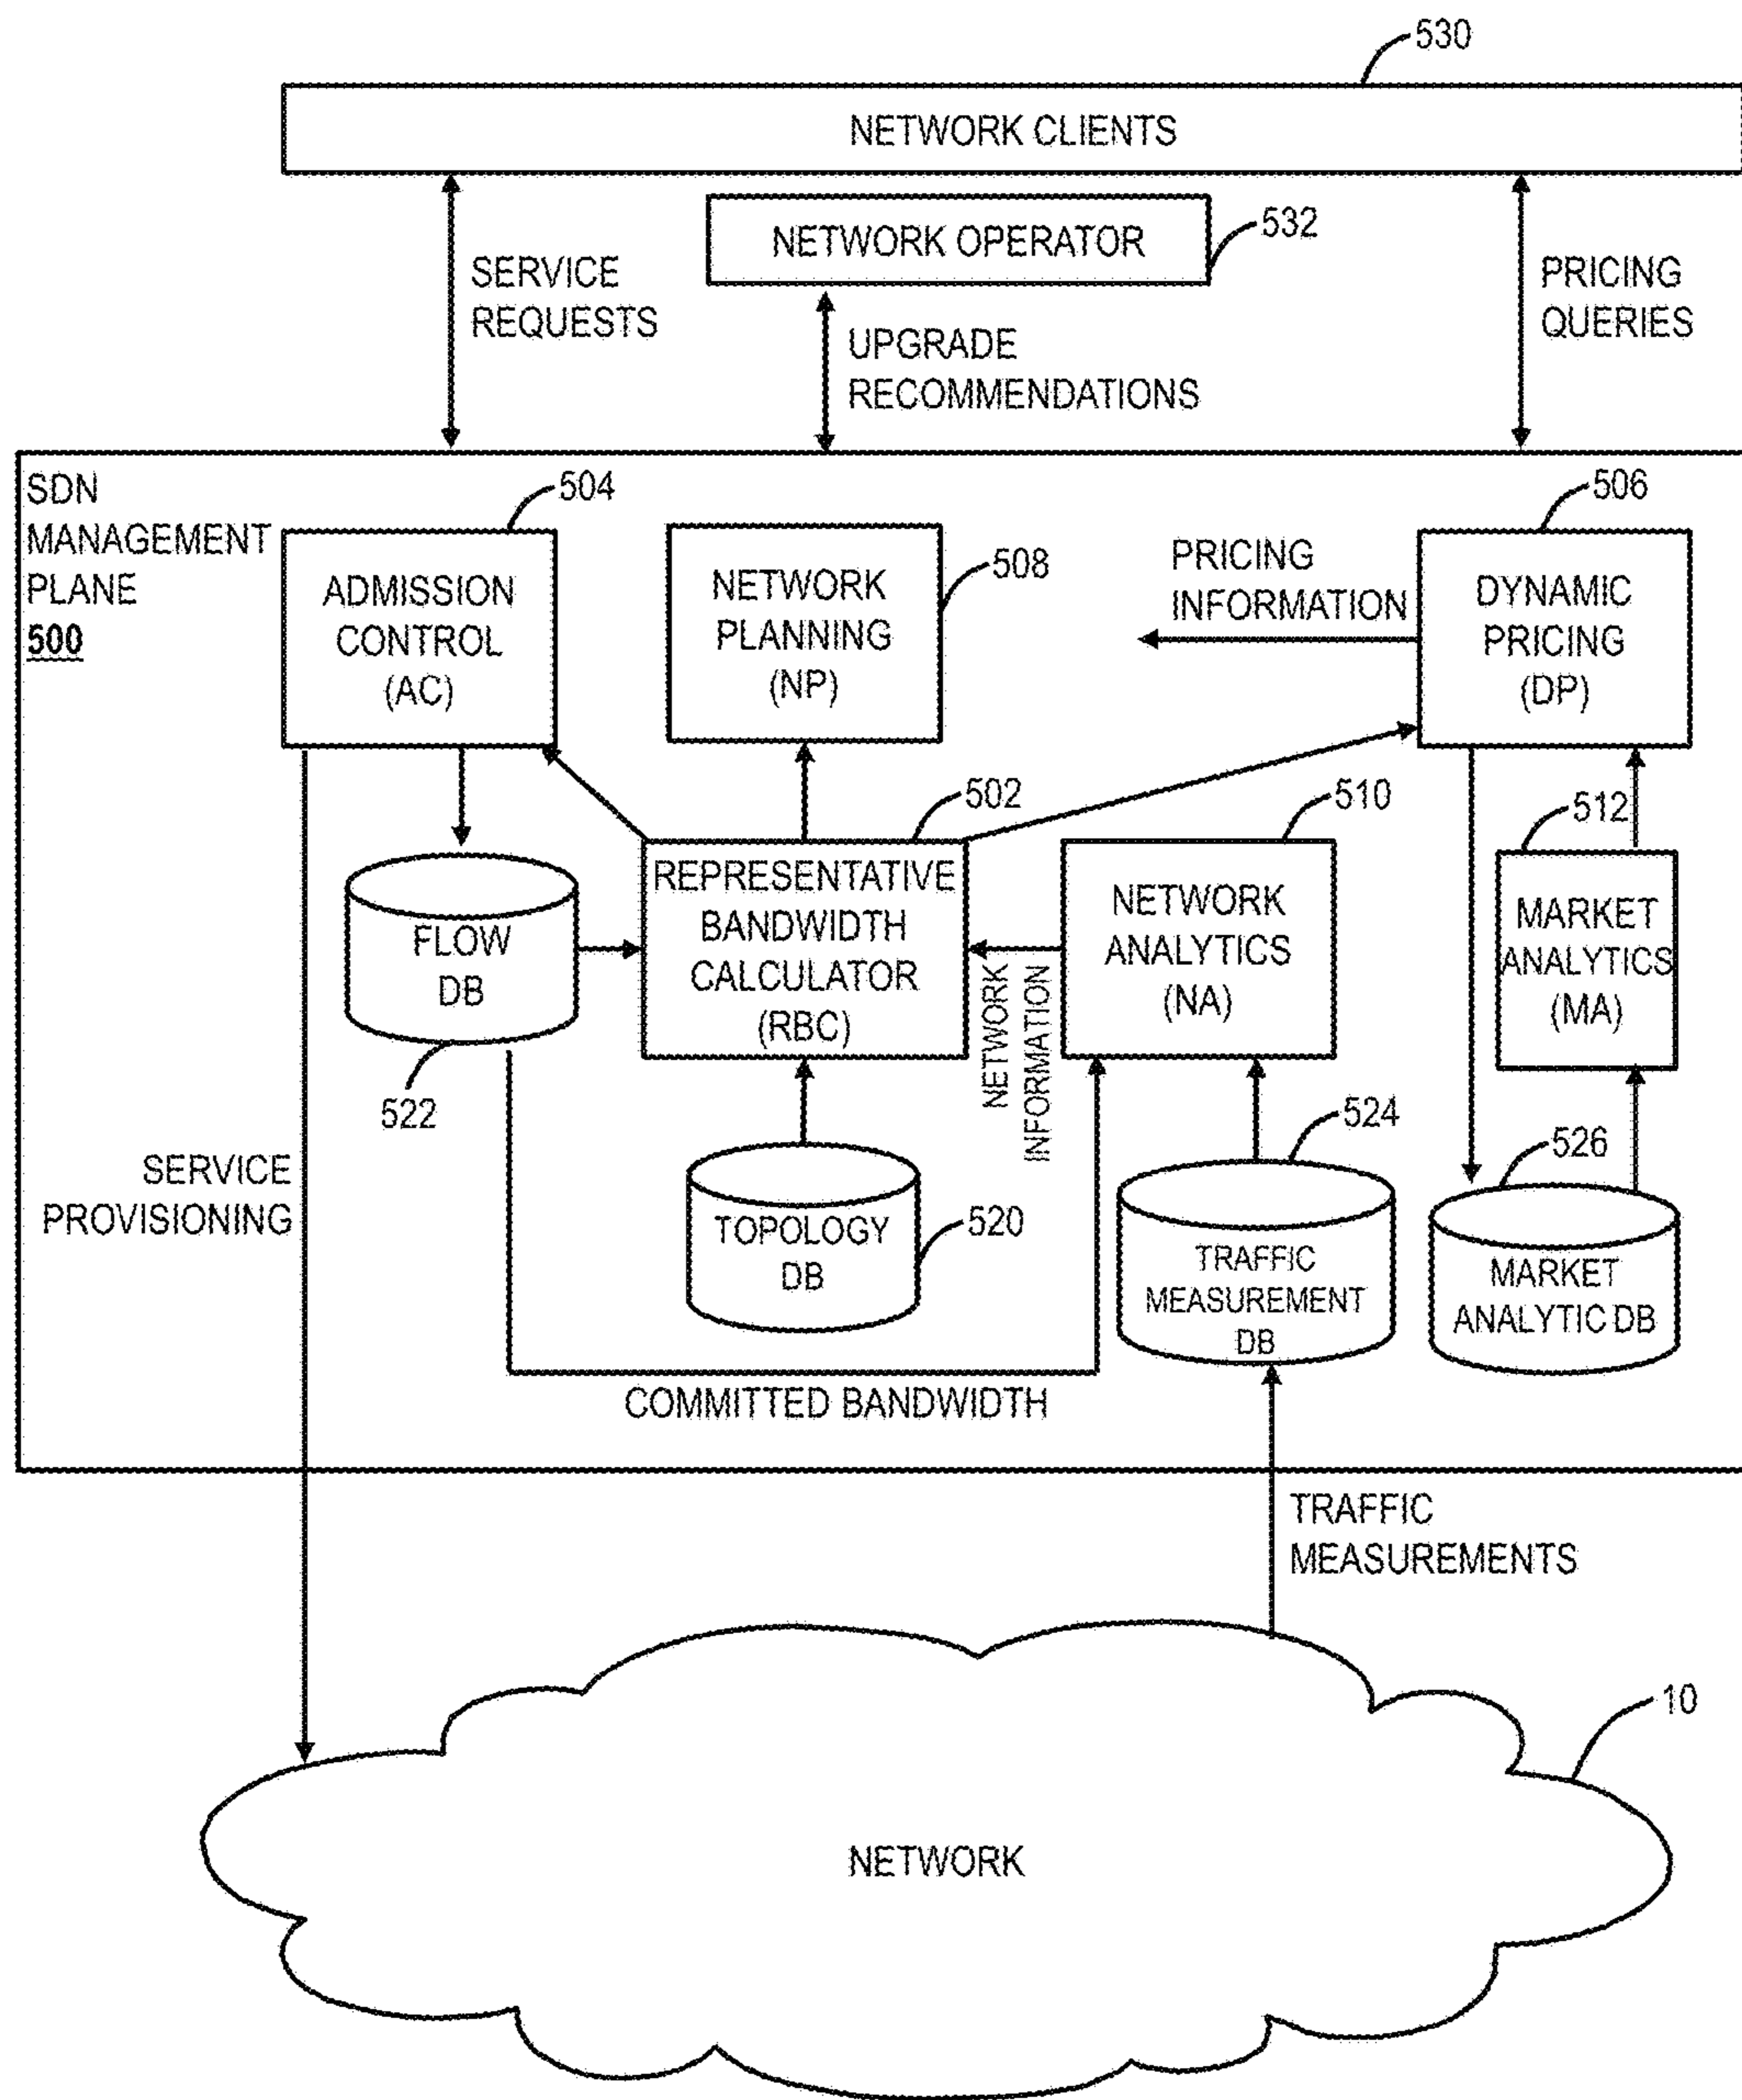 530
NETWORK CLIENTS
NETWORK OPERATOR
532
SERVICE
REQUESTS
UPGRADE
RECOMMENDATIONS
PRICING
QUERIES
SDN
MANAGEMENT
PLANE
500
504
ADMISSION
CONTROL
(AC)
NETWORK
PLANNING
(NP)
508
PRICING
INFORMATION
506
DYNAMIC
PRICING
(DP)
502
REPRESENTATIVE
BANDWIDTH
CALCULATOR
(RBC)
510
NETWORK
ANALYTICS
(NA)
512
MARKET
ANALYTICS
(MA)
FLOW
DB
522
NETWORK
INFORMATION
SERVICE
PROVISIONING
TOPOLOGY
DB
520
524
TRAFFIC
MEASUREMENT
DB
526
MARKET
ANALYTIC DB
COMMITTED BANDWIDTH
TRAFFIC
MEASUREMENTS
10
NETWORK